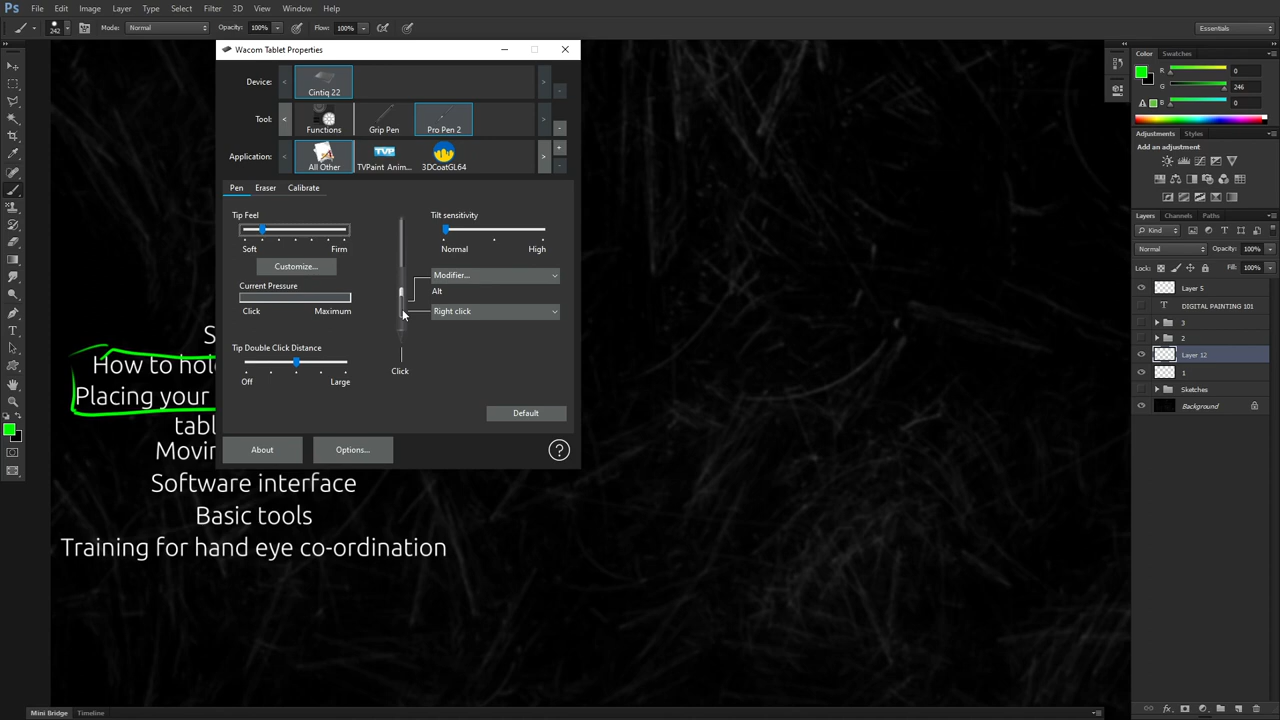 Ps File Edit Image Layer Type Select Filter 3D View Window Help
242 Mode: Normal Opacity: 100% Flow: 100% Essentials
Wacom Tablet Properties
Device: Cintiq 22
Tool: Functions Grip Pen Pro Pen 2
Application: All Other TVPaint Anim... 3DCoatGL64
TVP
Pen Eraser Calibrate
Tip Feel
Soft Firm
Customize...
Current Pressure
Click Maximum
Tip Double Click Distance
Off Large
Tilt sensitivity
Normal High
Modifier...
Alt
Right click
Click
Default
About Options... ?
S
How to hol
Placing your
tabl
Movin
Software interface
Basic tools
Training for hand eye co-ordination
Color Swatches
R 0
G 246
B 0
Adjustments Styles
Add an adjustment
Layers Channels Paths
Kind
Normal Opacity: 100%
Lock: Fill: 100%
Layer 5
T DIGITAL PAINTING 101
3
2
Layer 12
1
Sketches
Background
Mini Bridge Timeline